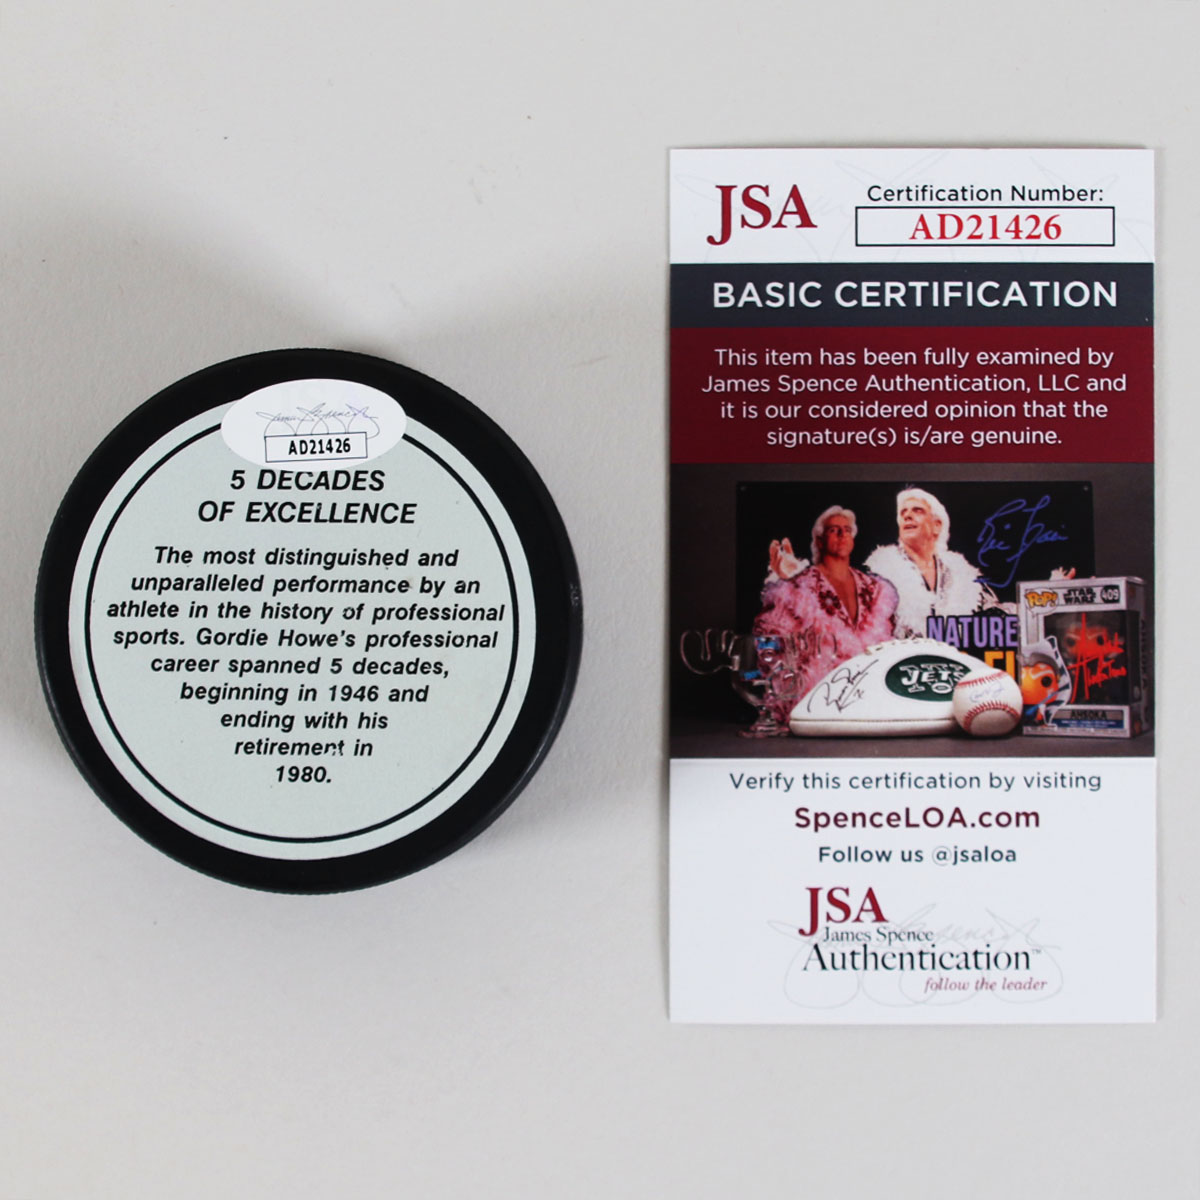 AD21426
5 DECADES
OF EXCELLENCE
The most distinguished and
unparalleled performance by an
athlete in the history of professional
sports. Gordie Howe's professional
career spanned 5 decades,
beginning in 1946 and
ending with his
retirement in
1980.
JSA
Certification Number:
AD21426
BASIC CERTIFICATION
This item has been fully examined by
James Spence Authentication, LLC and
it is our considered opinion that the
signature(s) is/are genuine.
NATURE
JETS
POP!
STAR
WARS
409
AHSOKA
Verify this certification by visiting
SpenceLOA.com
Follow us @jsaloa
JSA
James Spence
Authentication™
follow the leader